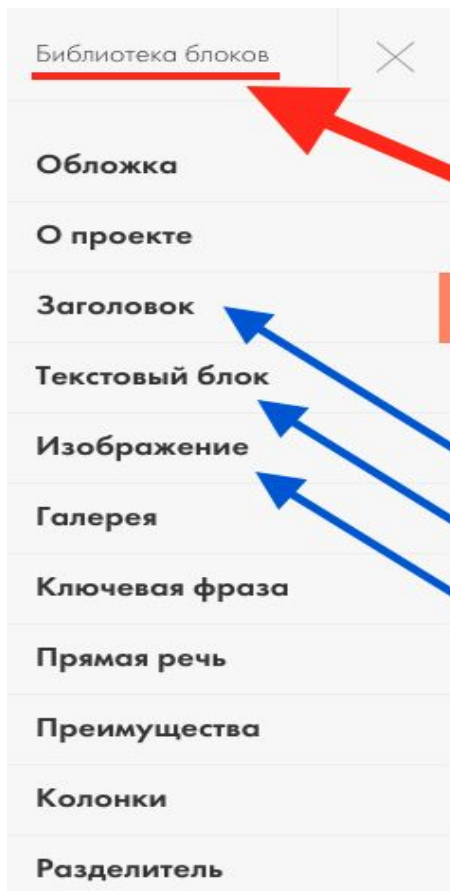 Библиотека блоков
Обложка
О проекте
Заголовок
Текстовый блок
Изображение
Галерея
Ключевая фраза
Прямая речь
Преимущества
Колонки
Разделитель